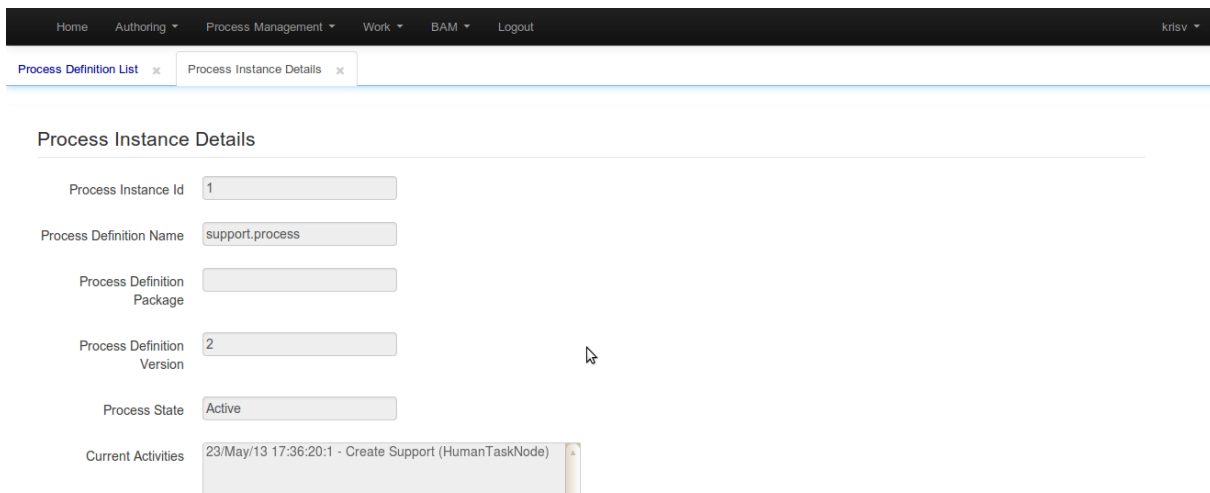 Home Authoring Process Management Work BAM Logout krisv
Process Definition List Process Instance Details
Process Instance Details
Process Instance Id 1
Process Definition Name support.process
Process Definition
Package
Process Definition 2
Version
Process State Active
Current Activities 23/May/13 17:36:20:1 - Create Support (HumanTaskNode)